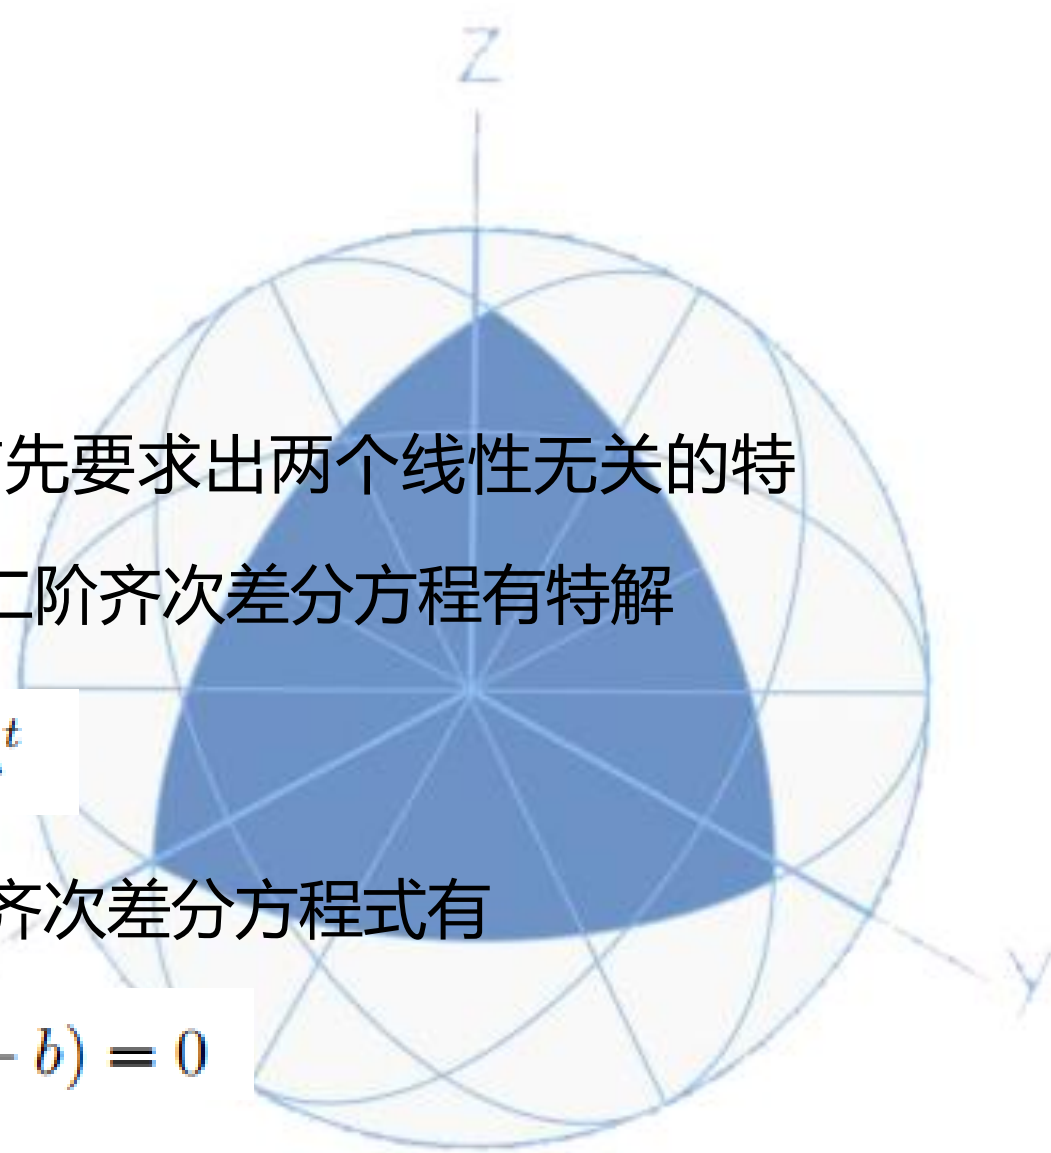 Z
先要求出两个线性无关的特
二阶齐次差分方程有特解
t
齐次差分方程式有
y
- b) = 0